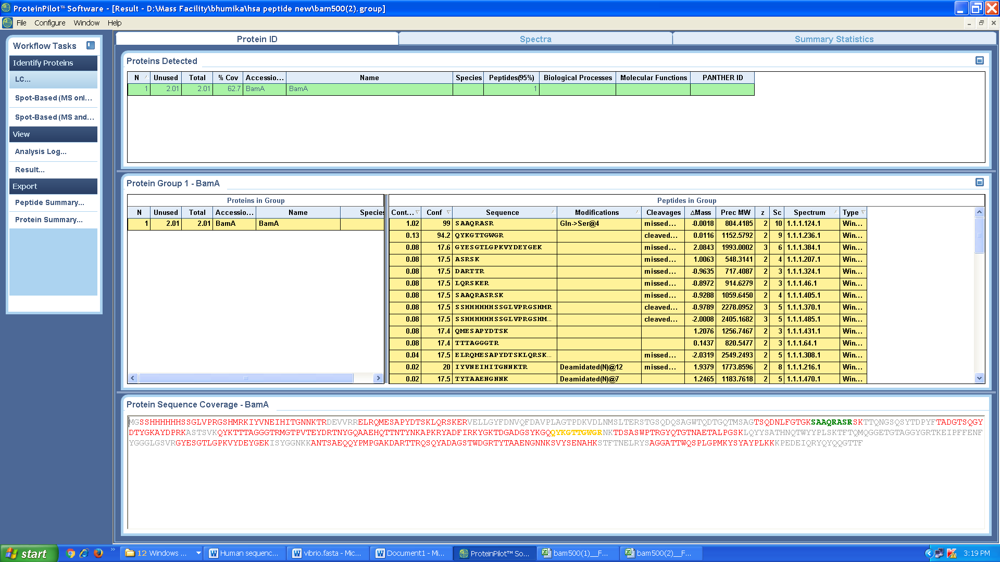 ProteinPilot™ Software - [Result - D:\Mass Facility\bhumika\hsa peptide new\bam500(2).group]
File Configure Window Help
Workflow Tasks
Identify Proteins
LC...
Spot-Based (MS onl...
Spot-Based (MS and...
View
Analysis Log...
Result...
Export
Peptide Summary...
Protein Summary...
Protein ID Spectra Summary Statistics
Proteins Detected
N Unused Total % Cov Accessio... Name Species Peptides(95%) Biological Processes Molecular Functions PANTHER ID
1 2.01 2.01 62.7 BamA BamA 1
Protein Group 1 - BamA
Proteins in Group
N Unused Total Accessio... Name Species
1 2.01 2.01 BamA BamA
Peptides in Group
Cont... Conf Sequence Modifications Cleavages ΔMass Prec MW z Sc Spectrum Type
1.02 99 SAAQRASR Gln->Ser@4 missed... -0.0018 804.4185 2 10 1.1.1.124.1 Win...
0.13 94.2 QYKGTTGWGR cleaved... 0.0116 1152.5792 2 9 1.1.1.236.1 Win...
0.08 17.6 GYESGTLGPKVYDEYGEK missed... 2.0843 1993.0002 3 6 1.1.1.384.1 Win...
0.08 17.5 ASRSK missed... 1.0063 548.3141 2 4 1.1.1.207.1 Win...
0.08 17.5 DARTTR missed... -0.9635 717.4087 2 3 1.1.1.324.1 Win...
0.08 17.5 LQRSKER missed... -0.8972 914.6279 2 3 1.1.1.46.1 Win...
0.08 17.5 SAAQRASRSK missed... -0.9288 1059.6450 2 4 1.1.1.405.1 Win...
0.08 17.5 SSHHHHHHSSGLVPRGSHMR cleaved... -0.9789 2278.0952 3 5 1.1.1.370.1 Win...
0.08 17.5 SSHHHHHHSSGLVPRGSHM... cleaved... -2.0008 2405.1682 3 5 1.1.1.485.1 Win...
0.08 17.4 QMESAPYDTSK 1.2076 1256.7467 2 3 1.1.1.431.1 Win...
0.08 17.4 TTTAGGGTR 0.1437 820.5477 2 3 1.1.1.64.1 Win...
0.04 17.5 ELRQMESAPYDTSKLQRSK... missed... -2.0319 2549.2493 2 5 1.1.1.308.1 Win...
0.02 20 IYVNEIHITGNNKTR Deamidated(N)@12 missed... 1.9379 1773.8596 2 8 1.1.1.216.1 Win...
0.02 17.5 TYTAAENGNNK Deamidated(N)@7 1.2465 1183.7618 2 5 1.1.1.470.1 Win...
Protein Sequence Coverage - BamA
MGSSHHHHHHSSGLVPRGSHMRKIYVNEIHITGNNKTRDEVVRRELRQMESAPYDTSKLQRSKERVELLGYFDNVQFDAVPLAGTPDKVDLNMSLTERSTGSQDQSAGWTQDTGQTMSAGTSQDNLFGTGKSAAQRASRSKTTQNGSQSYTDPYFTADGTSQGY
DTYGKAYDPRKASTSVKQYKTTTAGGGTRMGTPVTEYDRTNYGQAAEHQTTNTYNKAPKRYADFIRKYGKTDGADGSYKGQQYKGTTGWGRNKTDSASWPTRGYQTGTNAETALPGSKLQYYSATHNQTWYYPLSKTFTQMQGGETGTAGGYGRTKEIPFFENF
YGGGLGSVRGYESGTLGPKVYDEYGEKISYGGNKKANTSAEQQYPMPGAKDARTTRQSQYADAGSTWDGRTYTAAENGNNKSVYSENAHKSTFTNELRYSAGGATTWQSPLGPMKYSYAYPLKKKPEDEIQRYQYQQGTTF
start 12 Windows ... Human sequenc... vibrio.fasta - Mic... Document1 - Mi... ProteinPilot™ So... bam500(1)__F... bam500(2)__F... 3:19 PM